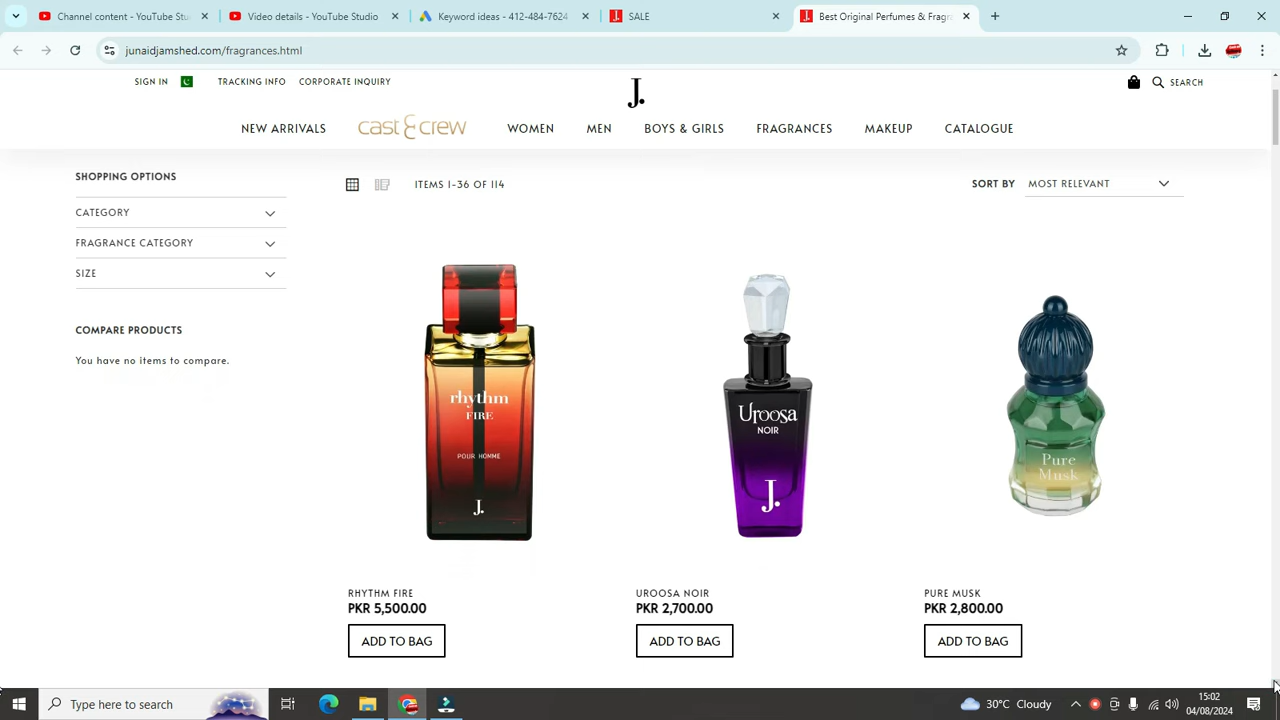 Channel content - YouTube Stu
Video details - YouTube Studio
Keyword ideas - 412-484-7624
J. SALE
J. Best Original Perfumes & Fragr
junaidjamshed.com/fragrances.html
SIGN IN
TRACKING INFO
CORPORATE INQUIRY
J.
SEARCH
NEW ARRIVALS
cast & crew
WOMEN
MEN
BOYS & GIRLS
FRAGRANCES
MAKEUP
CATALOGUE
SHOPPING OPTIONS
CATEGORY
FRAGRANCE CATEGORY
SIZE
COMPARE PRODUCTS
You have no items to compare.
ITEMS 1-36 OF 114
SORT BY
MOST RELEVANT
rhythm
FIRE
POUR HOMME
J.
Uroosa
NOIR
J.
Pure
Musk
RHYTHM FIRE
PKR 5,500.00
ADD TO BAG
UROOSA NOIR
PKR 2,700.00
ADD TO BAG
PURE MUSK
PKR 2,800.00
ADD TO BAG
Type here to search
30°C Cloudy
15:02
04/08/2024